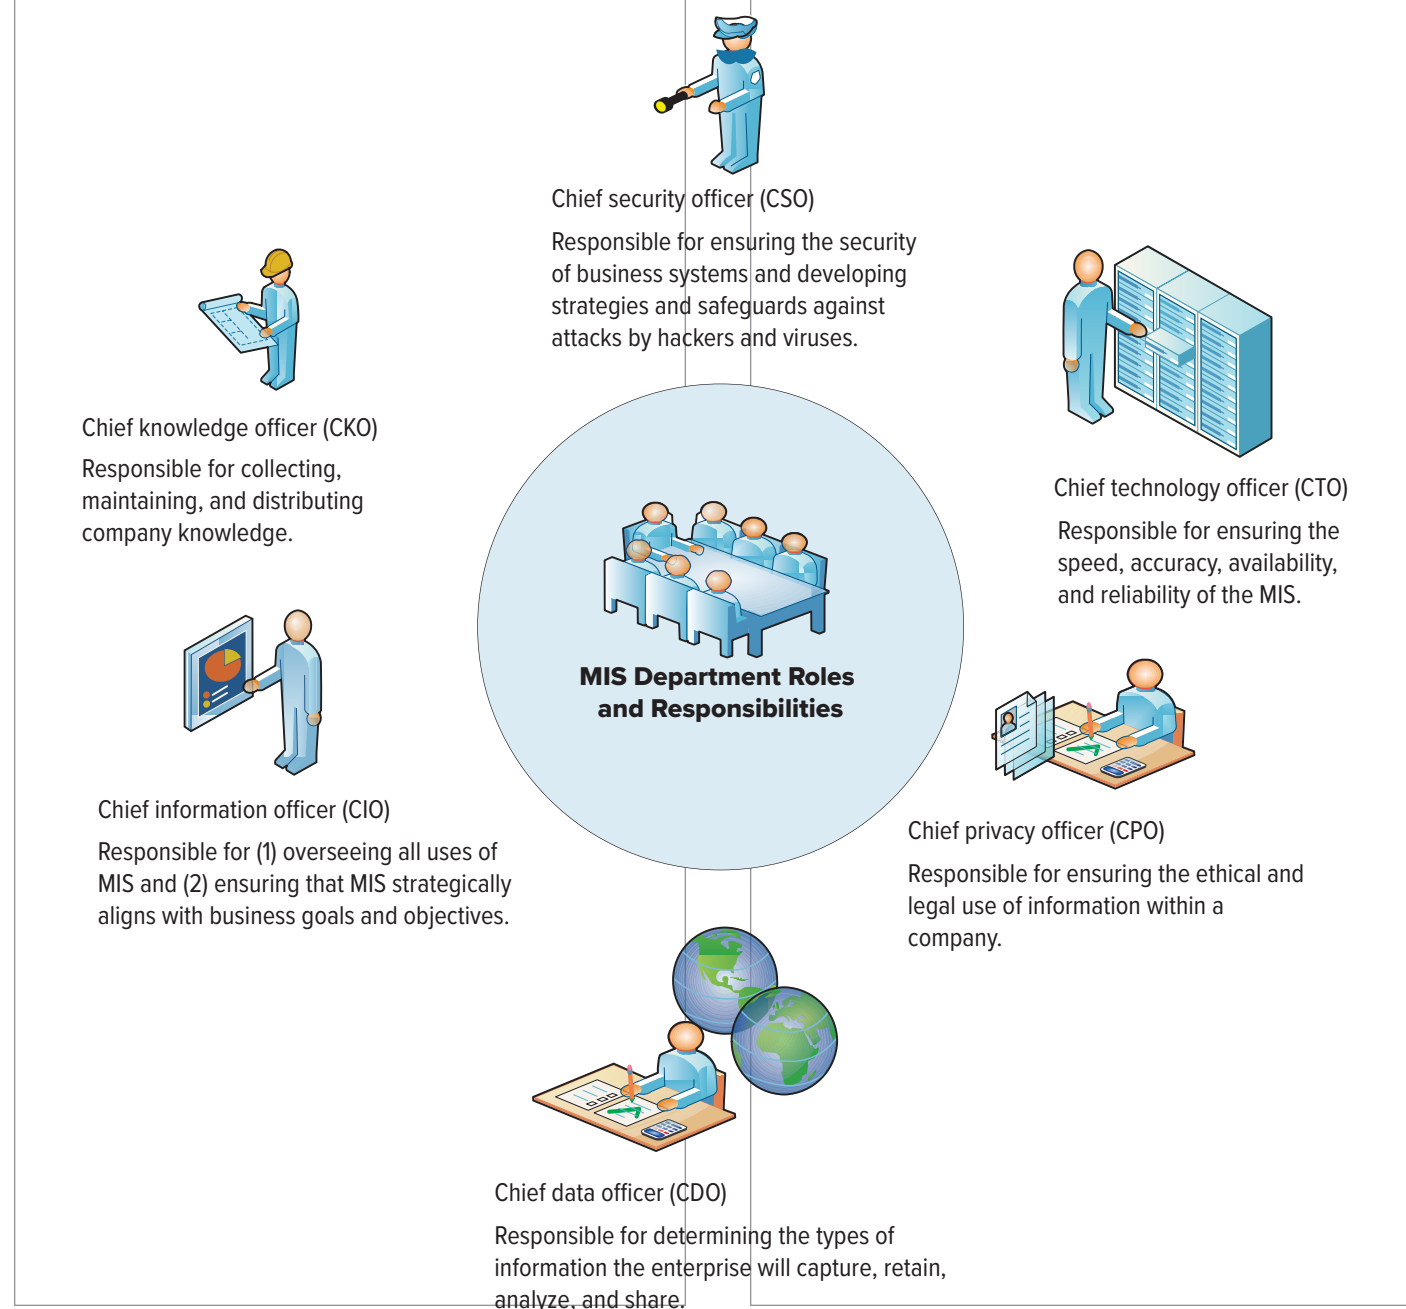 Chief security officer (CSO)
Responsible for ensuring the security
of business systems and developing
strategies and safeguards against
attacks by hackers and viruses.
Chief knowledge officer (CKO)
Responsible for collecting,
maintaining, and distributing
company knowledge.
Chief technology officer (CTO)
Responsible for ensuring the
speed, accuracy, availability,
and reliability of the MIS.
MIS Department Roles
and Responsibilities
Chief information officer (CIO)
Responsible for (1) overseeing all uses of
MIS and (2) ensuring that MIS strategically
aligns with business goals and objectives.
Chief privacy officer (CPO)
Responsible for ensuring the ethical and
legal use of information within a
company.
Chief data officer (CDO)
Responsible for determining the types of
information the enterprise will capture, retain,
analyze, and share.